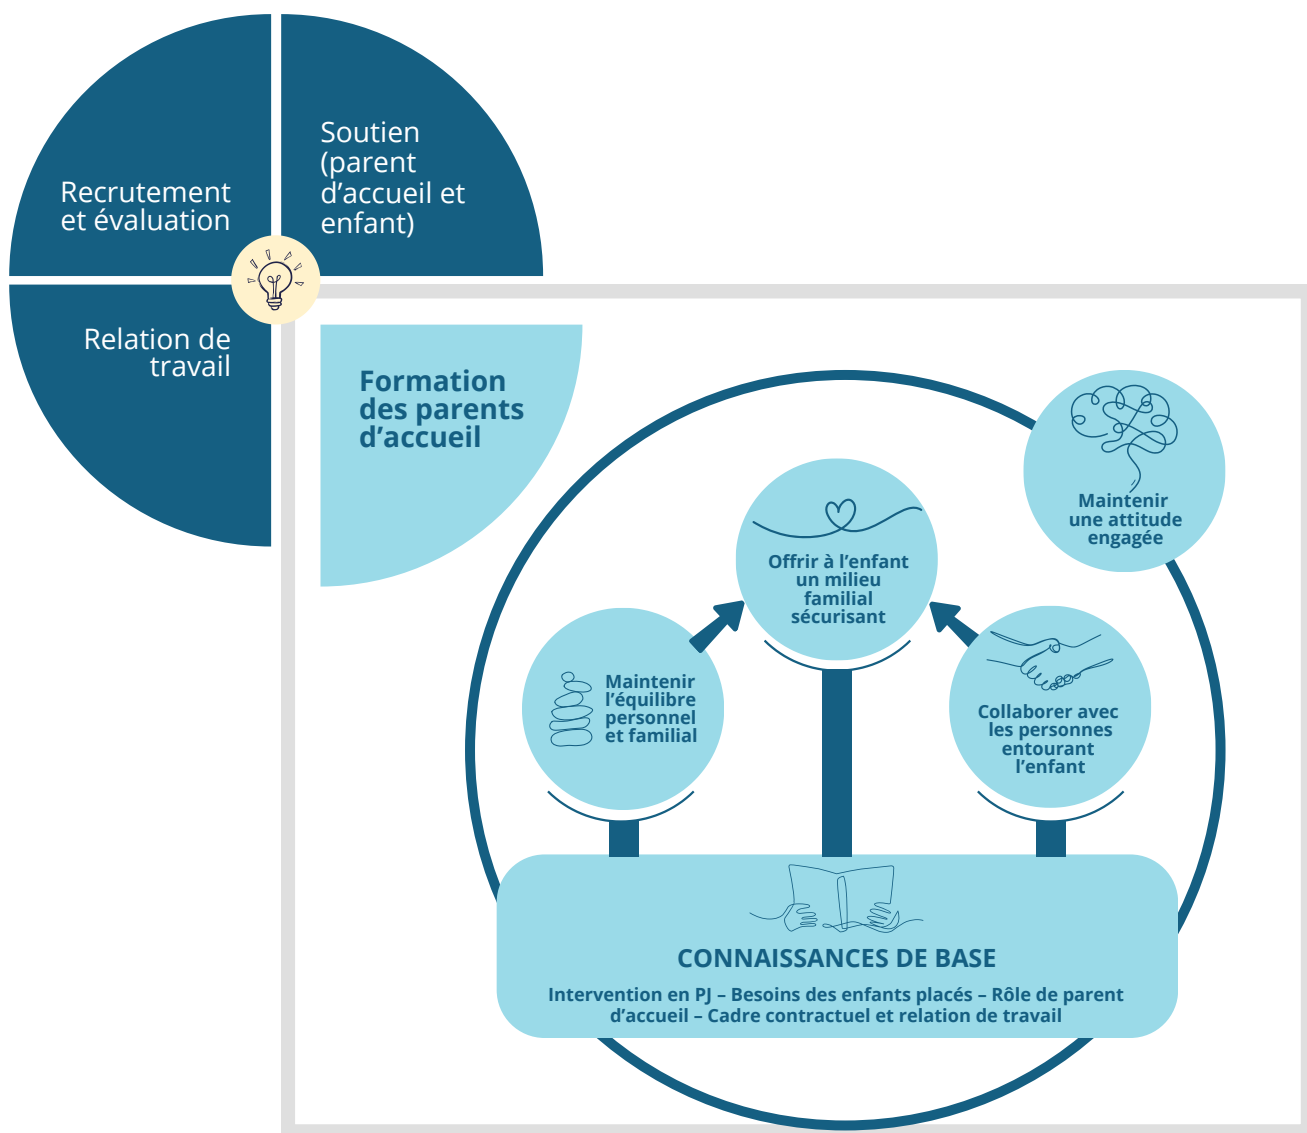 Soutien
(parent
d’accueil et
enfant)
Recrutement
et évaluation
Relation de
travail
Formation
des parents
d’accueil
Maintenir
une attitude
engagée
Offrir à l’enfant
un milieu
familial
sécurisant
Maintenir
l’équilibre
personnel
et familial
Collaborer avec
les personnes
entourant
l’enfant
CONNAISSANCES DE BASE
Intervention en PJ – Besoins des enfants placés – Rôle de parent
d’accueil – Cadre contractuel et relation de travail